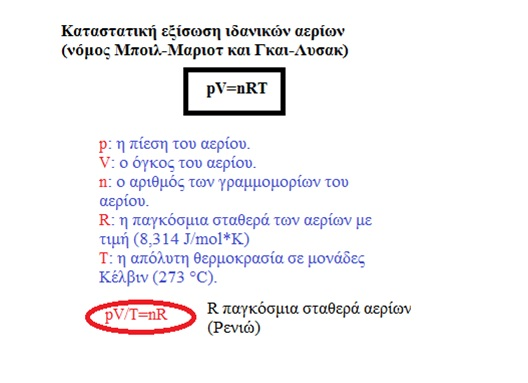 Καταστατική εξίσωση ιδανικών αερίων
(νόμος Μποιλ-Μαριοτ και Γκαι-Λυσακ)
pV=nRT
p: η πίεση του αερίου.
V: ο όγκος του αερίου.
n: ο αριθμός των γραμμομορίων του
αερίου.
R: η παγκόσμια σταθερά των αερίων με
τιμή (8,314 J/mol*K)
T: η απόλυτη θερμοκρασία σε μονάδες
Κέλβιν (273 °C).
pV/T=nR
R παγκόσμια σταθερά αερίων
(Ρενιώ)